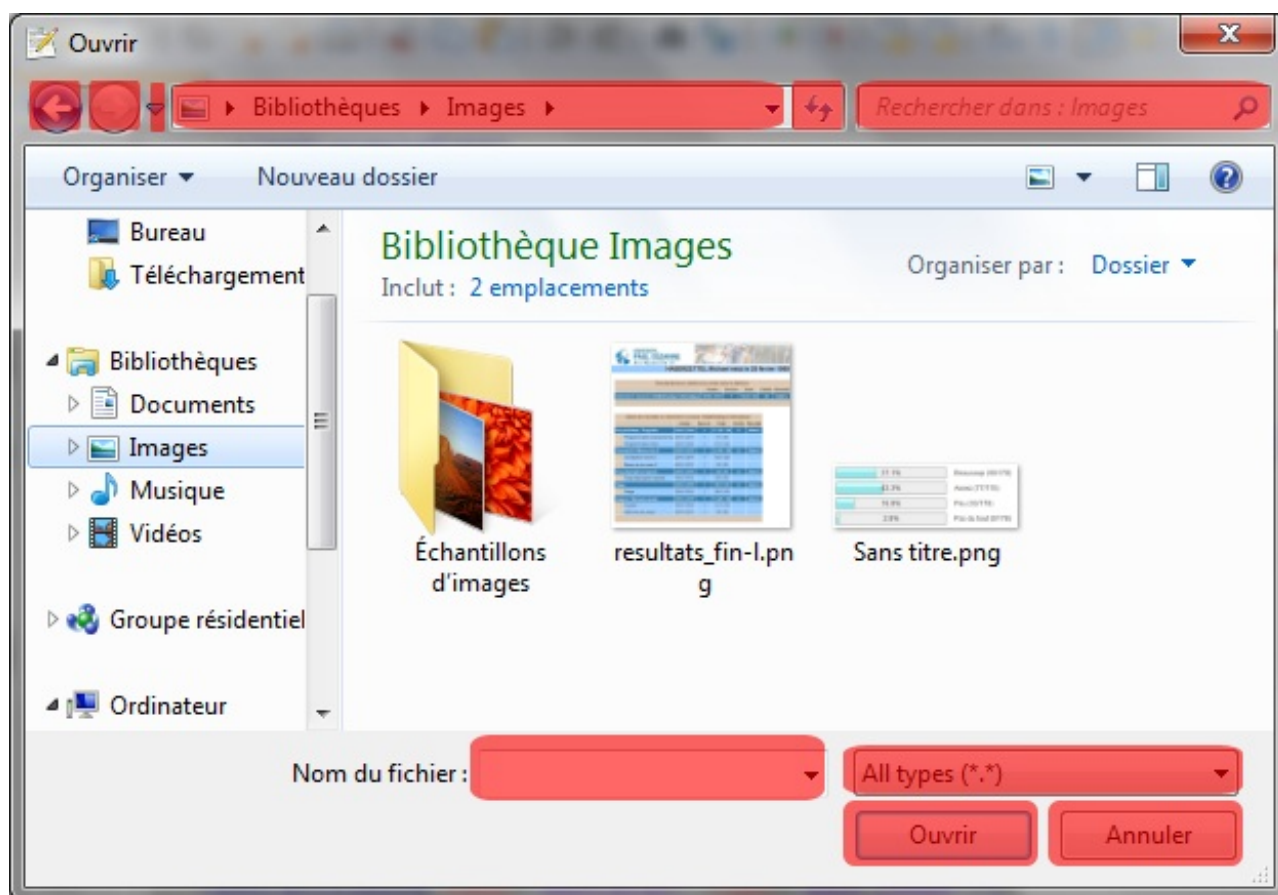 Ouvrir
Bibliothèques Images
Rechercher dans : Images
Organiser Nouveau dossier
Bureau
Téléchargement
Bibliothèques
Documents
Images
Musique
Vidéos
Groupe résidentiel
Ordinateur
Bibliothèque Images
Inclut : 2 emplacements
Organiser par : Dossier
Échantillons
d'images
resultats_fin-l.pn
g
Sans titre.png
Nom du fichier :
All types (*.*)
Ouvrir Annuler